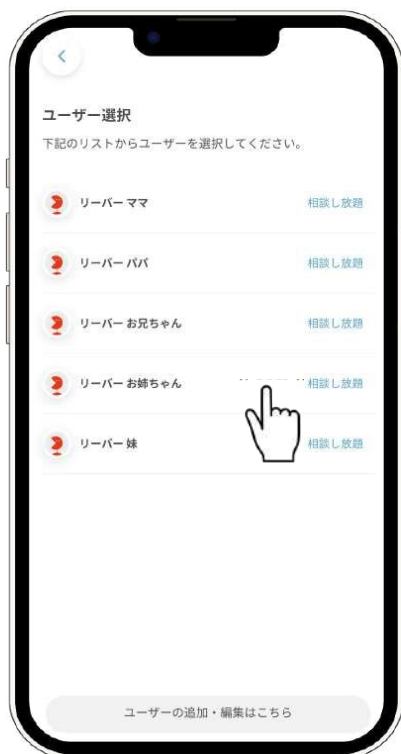 ユーザー選択
下記のリストからユーザーを選択してください。
リーバー ママ 相談し放題
リーバー パパ 相談し放題
リーバー お兄ちゃん 相談し放題
リーバー お姉ちゃん 相談し放題
リーバー 妹 相談し放題
ユーザーの追加・編集はこちら